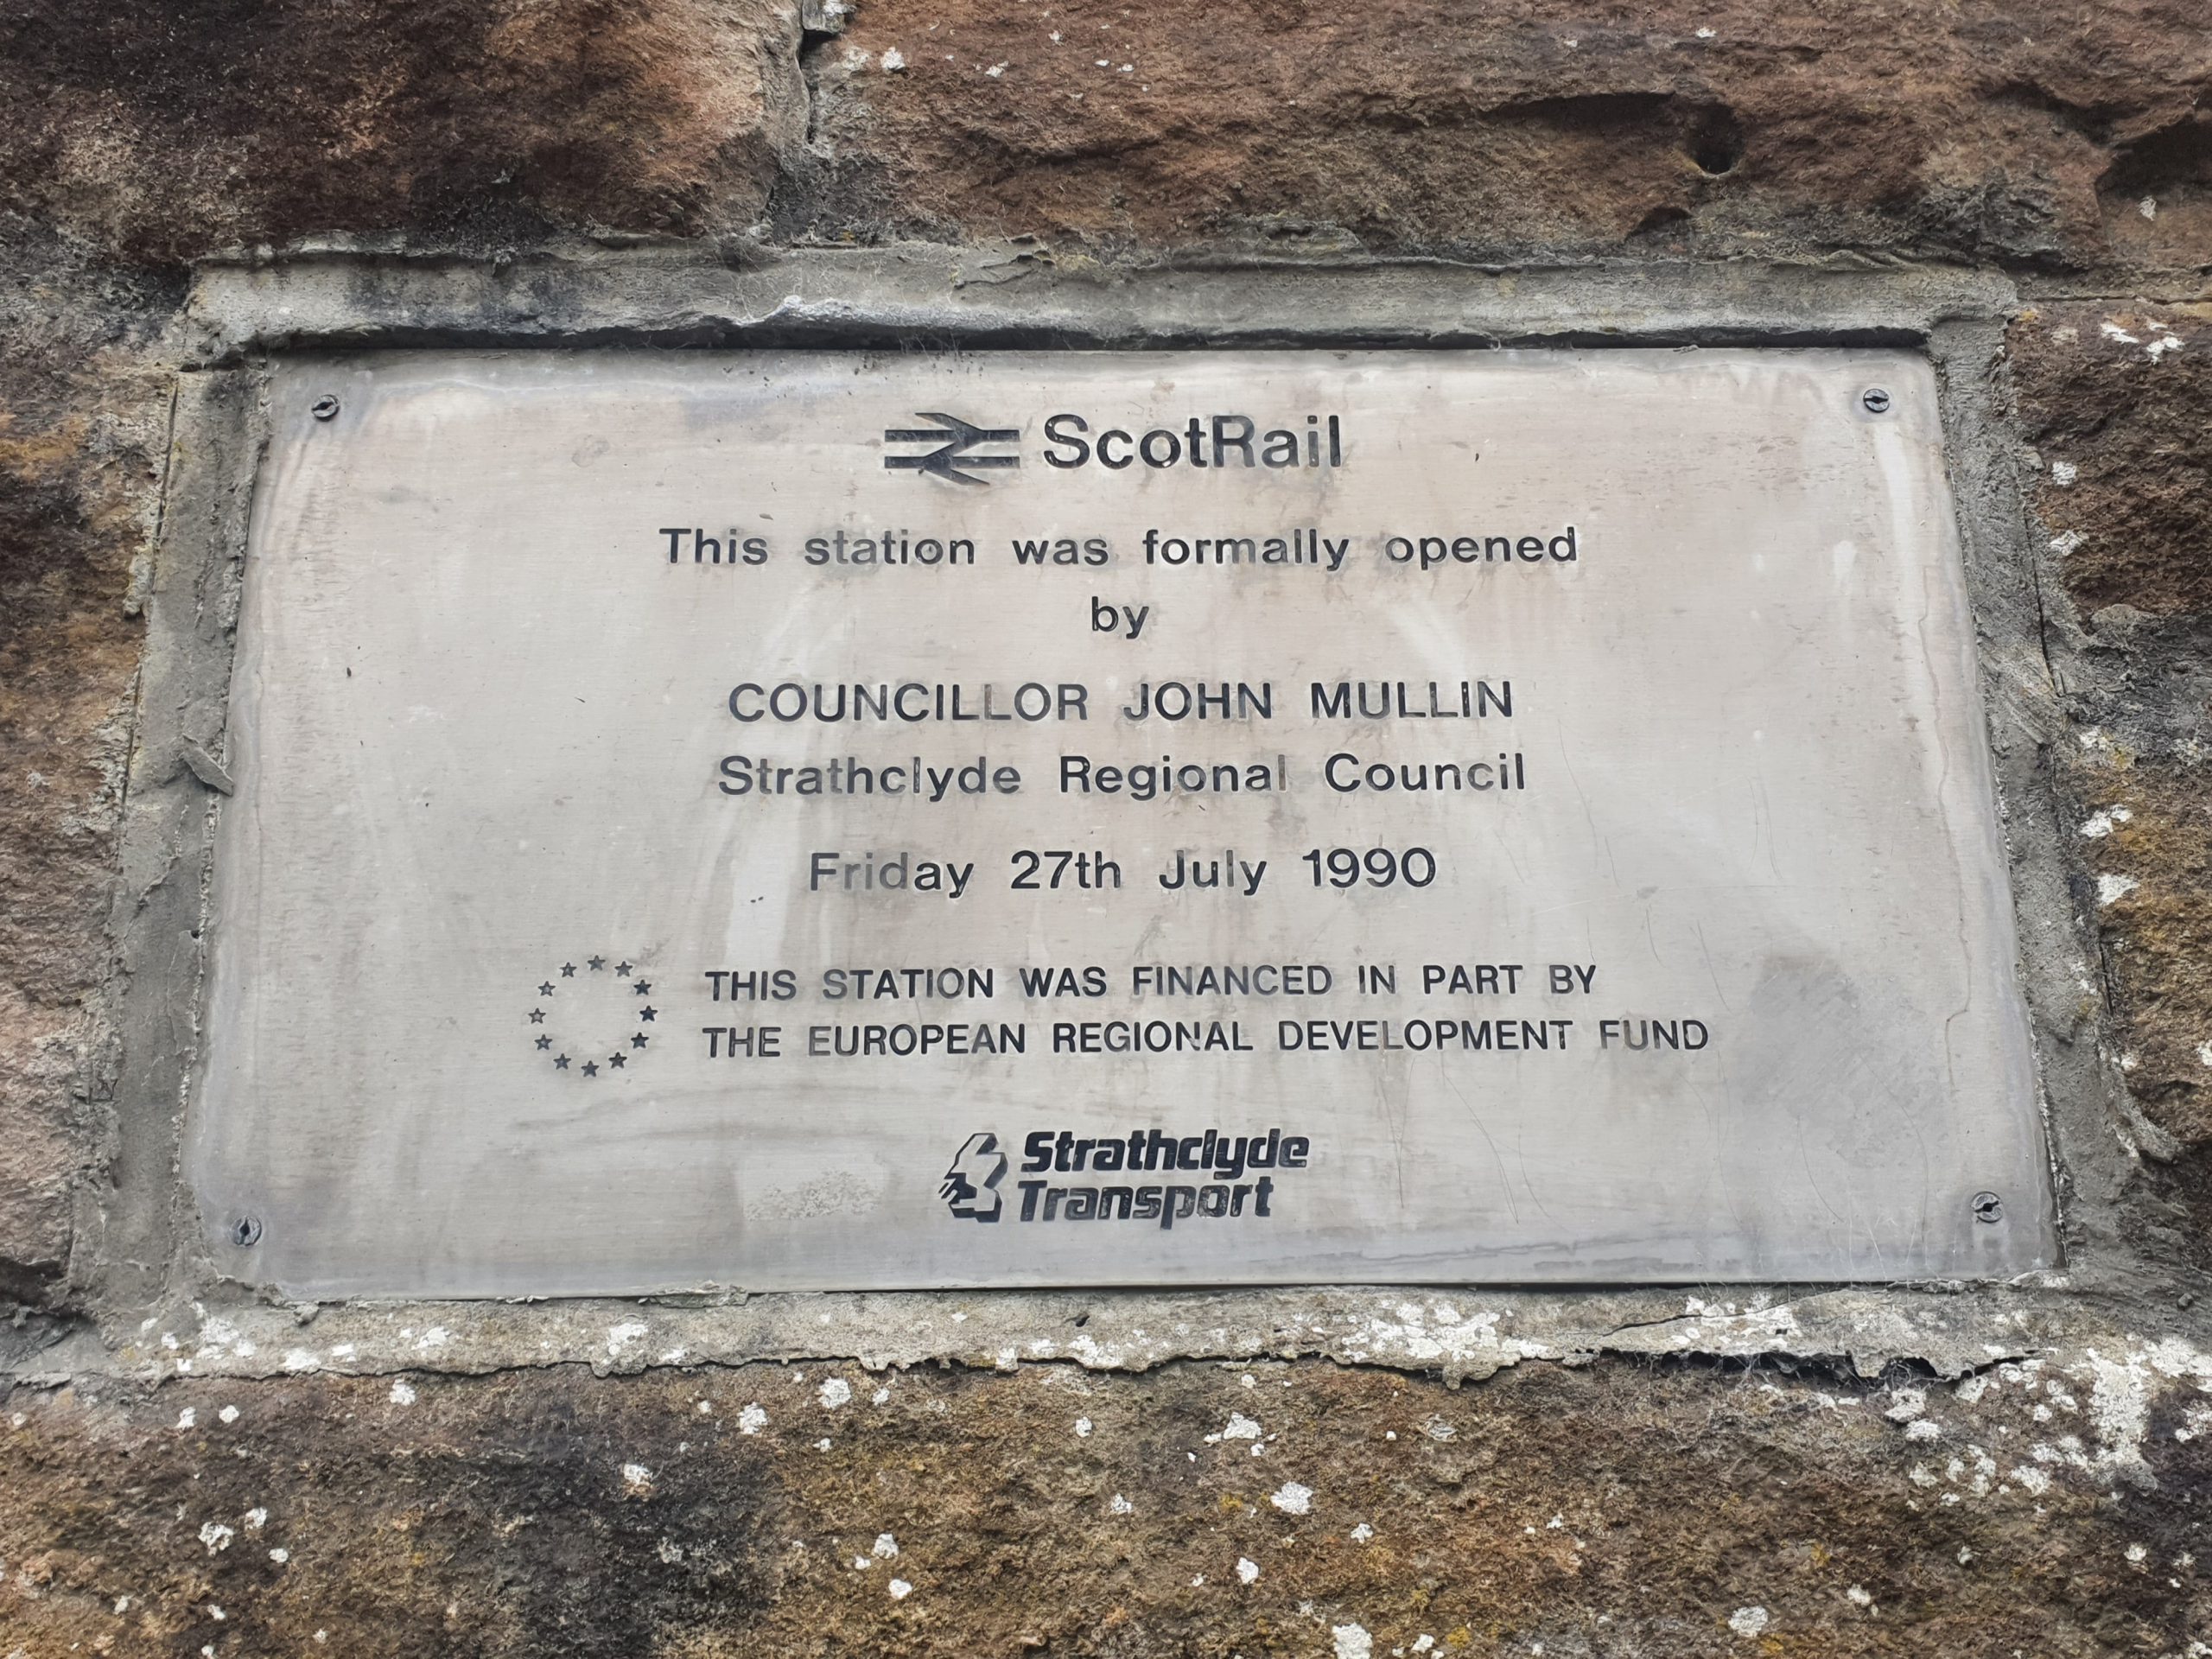 ScotRail
This station was formally opened
by
COUNCILLOR JOHN MULLIN
Strathclyde Regional Council
Friday 27th July 1990
THIS STATION WAS FINANCED IN PART BY
THE EUROPEAN REGIONAL DEVELOPMENT FUND
Strathclyde
Transport